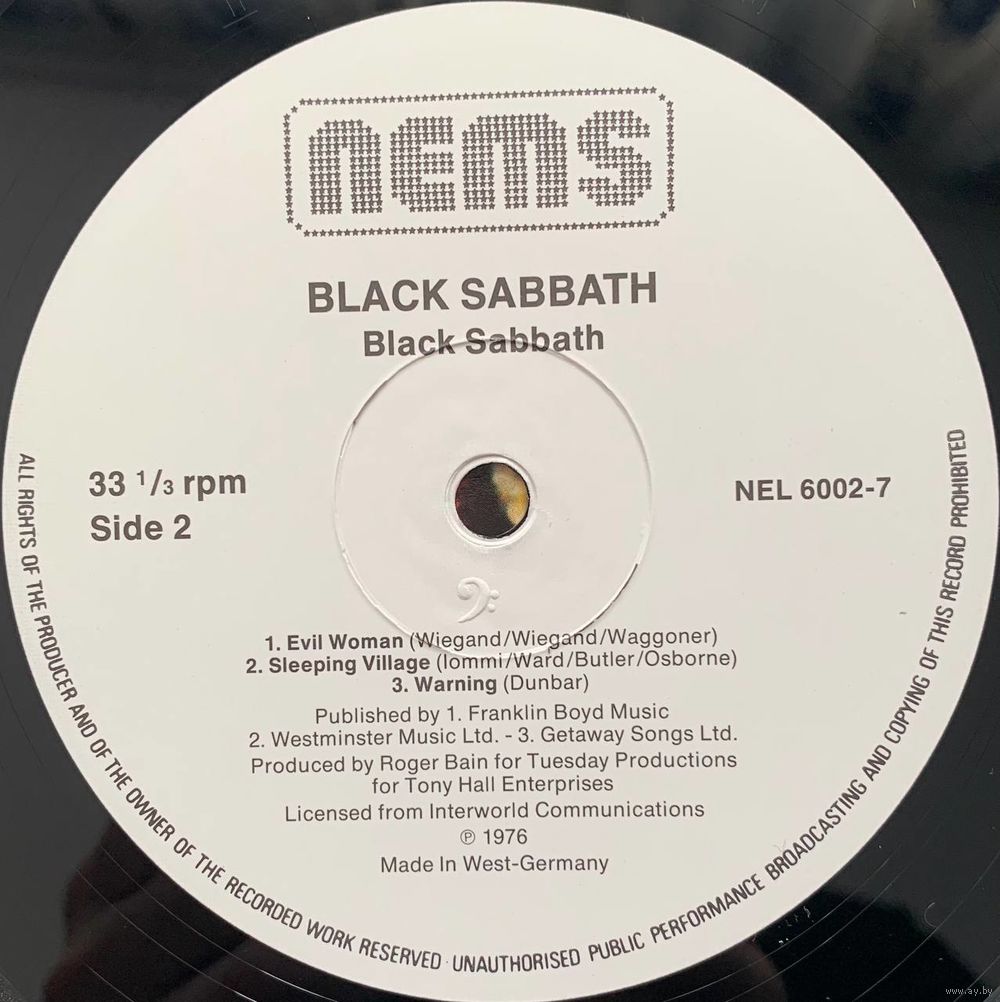 nems
BLACK SABBATH
Black Sabbath
33 1/3 rpm
Side 2
NEL 6002-7
1. Evil Woman (Wiegand/Wiegand/Waggoner)
2. Sleeping Village (Iommi/Ward/Butler/Osborne)
3. Warning (Dunbar)
Published by 1. Franklin Boyd Music
2. Westminster Music Ltd. - 3. Getaway Songs Ltd.
Produced by Roger Bain for Tuesday Productions
for Tony Hall Enterprises
Licensed from Interworld Communications
℗ 1976
Made In West-Germany
ALL RIGHTS OF THE PRODUCER AND OF THE OWNER OF THE RECORDED WORK RESERVED · UNAUTHORISED PUBLIC PERFORMANCE BROADCASTING AND COPYING OF THIS RECORD PROHIBITED
www.ay.by